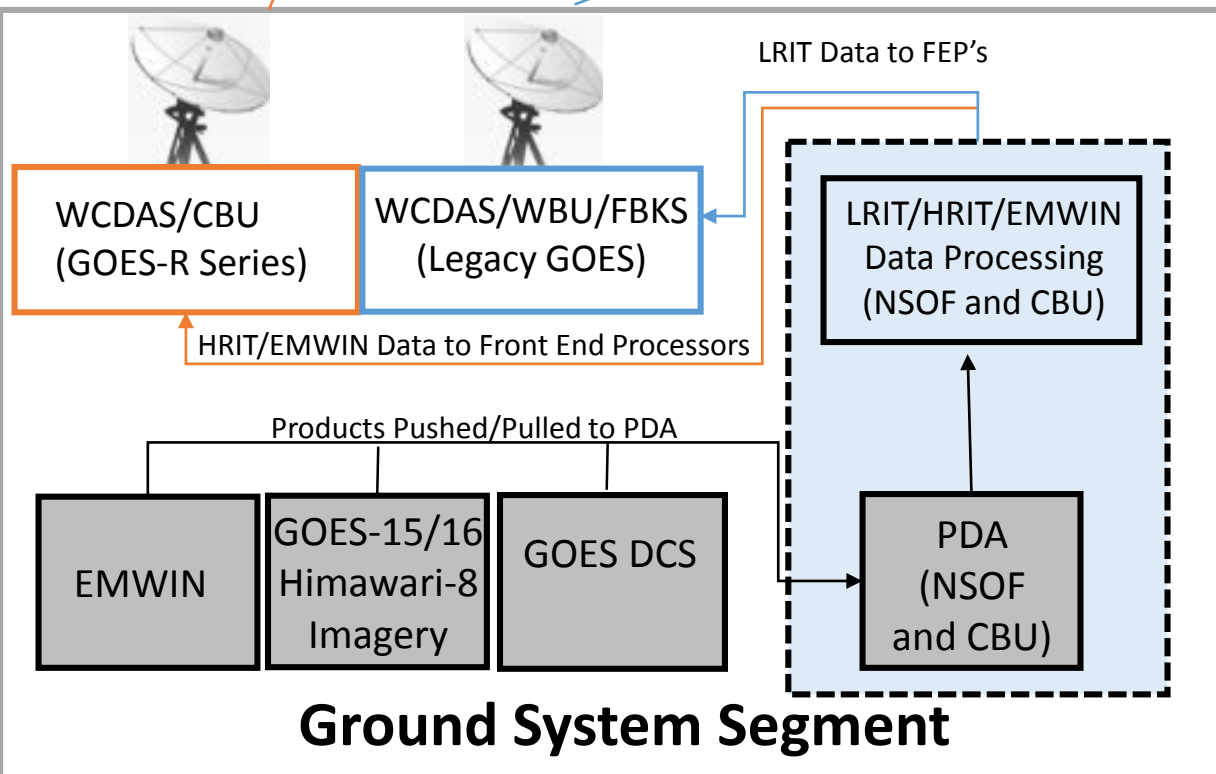 LRIT Data to FEP's
WCDAS/CBU
(GOES-R Series)
WCDAS/WBU/FBKS
(Legacy GOES)
LRIT/HRIT/EMWIN
Data Processing
(NSOF and CBU)
HRIT/EMWIN Data to Front End Processors
Products Pushed/Pulled to PDA
EMWIN
GOES-15/16
Himawari-8
Imagery
GOES DCS
PDA
(NSOF
and CBU)
Ground System Segment